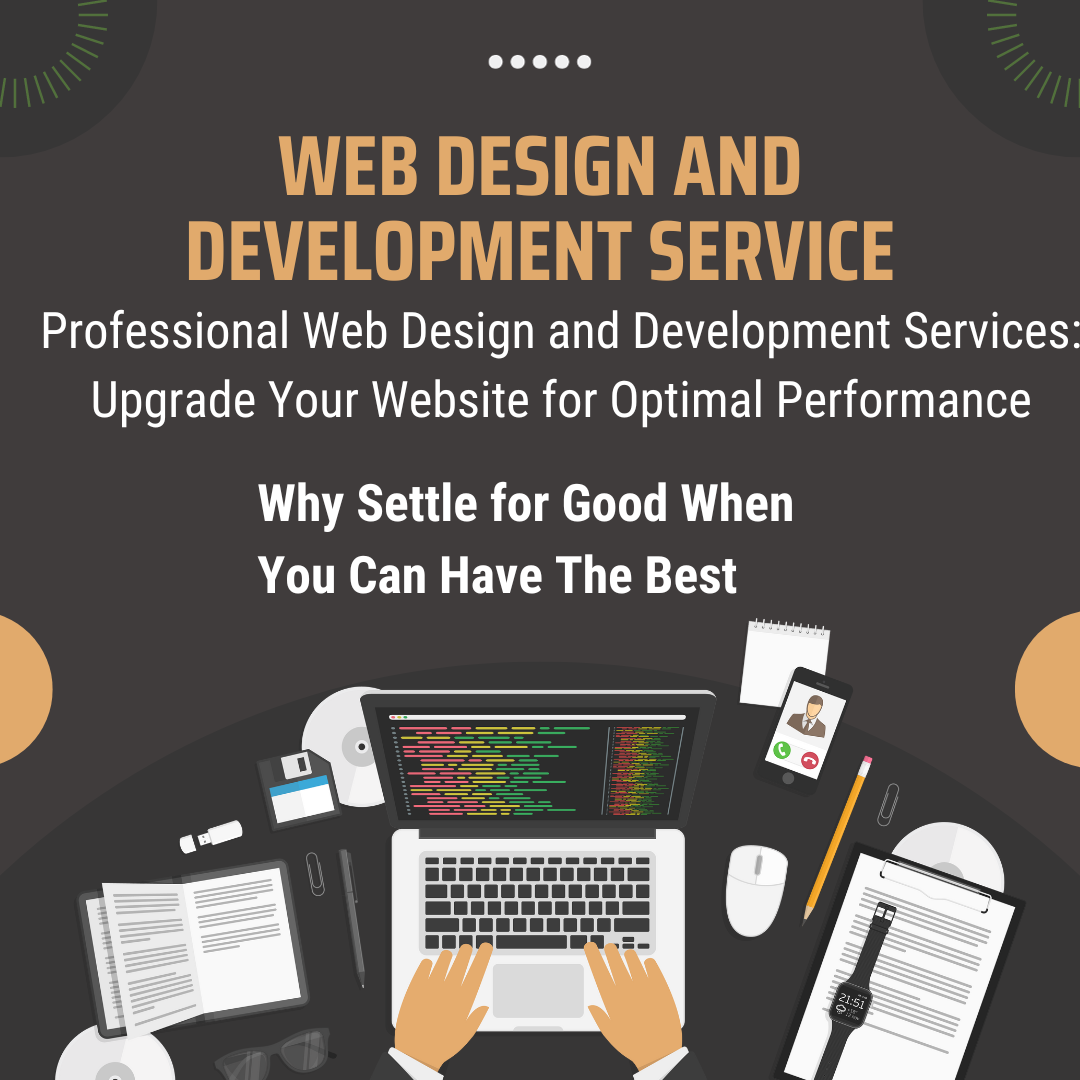 WEB DESIGN AND
DEVELOPMENT SERVICE
Professional Web Design and Development Services:
Upgrade Your Website for Optimal Performance
Why Settle for Good When
You Can Have The Best
21:51